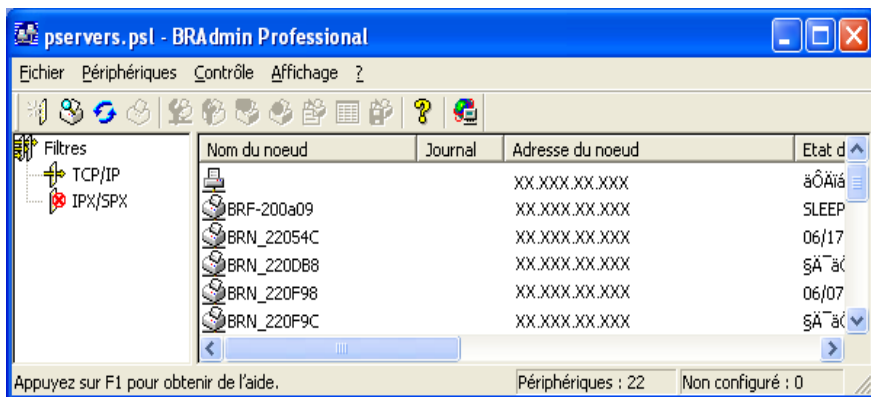 pservers.psl - BRAdmin Professional
Fichier Périphériques Contrôle Affichage ?
Filtres
TCP/IP
IPX/SPX
Nom du noeud Journal Adresse du noeud Etat d
XX.XXX.XX.XXX äÔÄïá
BRF-200a09 XX.XXX.XX.XXX SLEEP
BRN_22054C XX.XXX.XX.XXX 06/17
BRN_220DB8 XX.XXX.XX.XXX
BRN_220F98 XX.XXX.XX.XXX 06/07
BRN_220F9C XX.XXX.XX.XXX
Appuyez sur F1 pour obtenir de l'aide. Périphériques : 22 Non configuré : 0